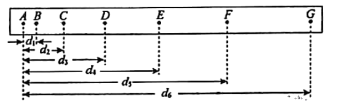 A B C D E F G
d₁
d₂
d₃
d₄
d₅
d₆